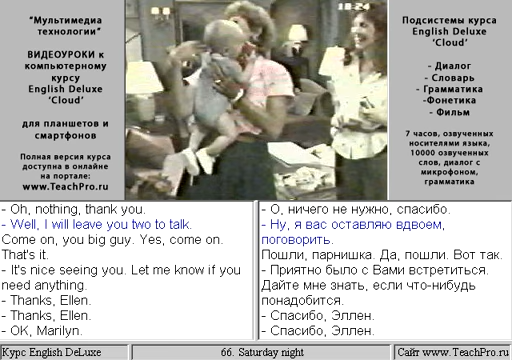 "Мультимедиа
технологии"
ВИДЕОУРОКИ к
компьютерному
курсу
English Deluxe
'Cloud'
для планшетов и
смартфонов
Полная версия курса
доступна в онлайне
на портале:
www.TeachPro.ru
18:24
Подсистемы курса
English Deluxe
'Cloud'
- Диалог
- Словарь
- Грамматика
-Фонетика
- Фильм
7 часов, озвученных
носителями языка,
10000 озвученных
слов, диалог с
микрофоном,
грамматика
- Oh, nothing, thank you.
- Well, I will leave you two to talk.
Come on, you big guy. Yes, come on.
That's it.
- It's nice seeing you. Let me know if you
need anything.
- Thanks, Ellen.
- Thanks, Ellen.
- OK, Marilyn.
- О, ничего не нужно, спасибо.
- Ну, я вас оставляю вдвоем,
поговорить.
Пошли, парнишка. Да, пошли. Вот так.
- Приятно было с Вами встретиться.
Дайте мне знать, если что-нибудь
понадобится.
- Спасибо, Эллен.
- Спасибо, Эллен.
Курс English DeLuxe
66. Saturday night
Сайт www.TeachPro.ru